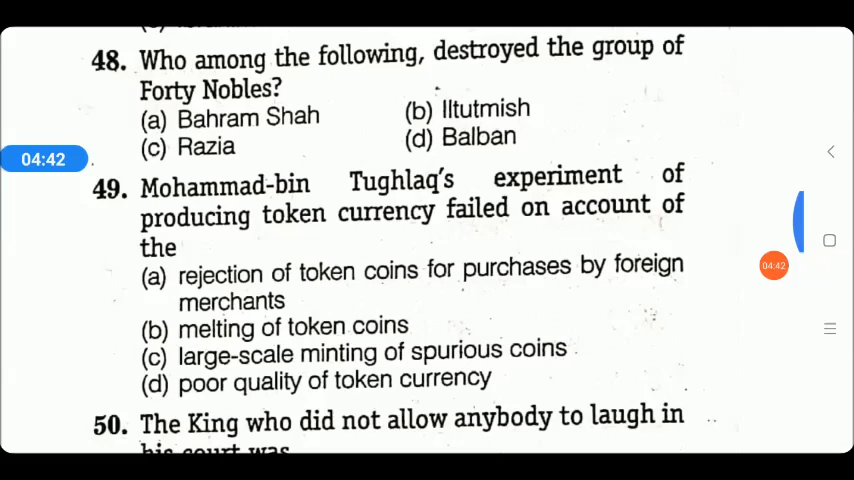 48. Who among the following, destroyed the group of
Forty Nobles?
(a) Bahram Shah (b) Iltutmish
(c) Razia (d) Balban
04:42
49. Mohammad-bin Tughlaq's experiment of
producing token currency failed on account of
the
(a) rejection of token coins for purchases by foreign
merchants
04:42
(b) melting of token coins
(c) large-scale minting of spurious coins
(d) poor quality of token currency
50. The King who did not allow anybody to laugh in
his court was